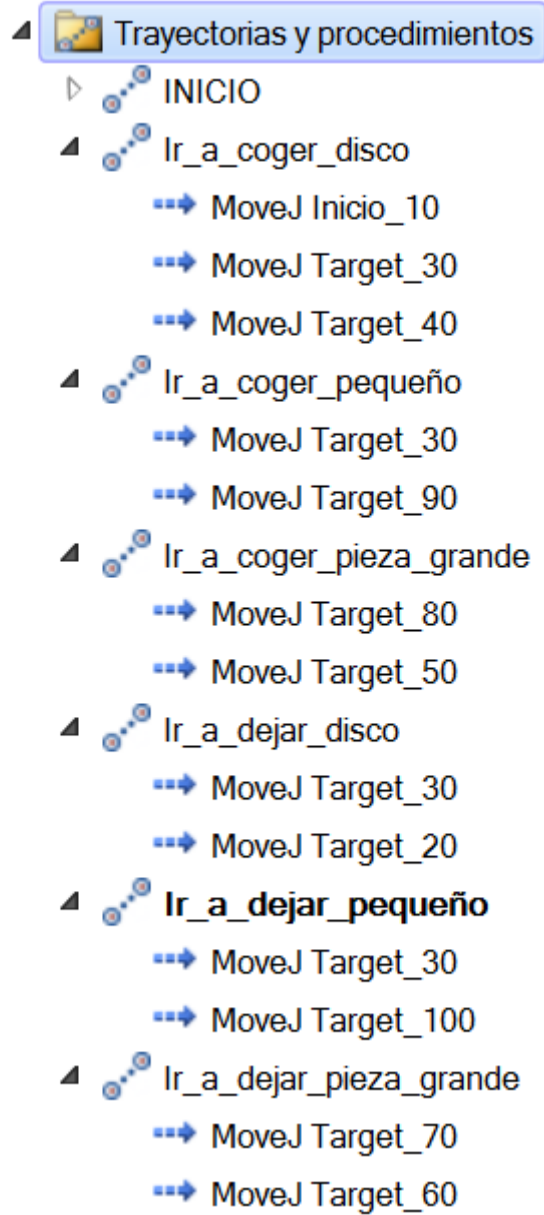 Trayectorias y procedimientos
INICIO
Ir_a_coger_disco
MoveJ Inicio_10
MoveJ Target_30
MoveJ Target_40
Ir_a_coger_pequeño
MoveJ Target_30
MoveJ Target_90
Ir_a_coger_pieza_grande
MoveJ Target_80
MoveJ Target_50
Ir_a_dejar_disco
MoveJ Target_30
MoveJ Target_20
Ir_a_dejar_pequeño
MoveJ Target_30
MoveJ Target_100
Ir_a_dejar_pieza_grande
MoveJ Target_70
MoveJ Target_60